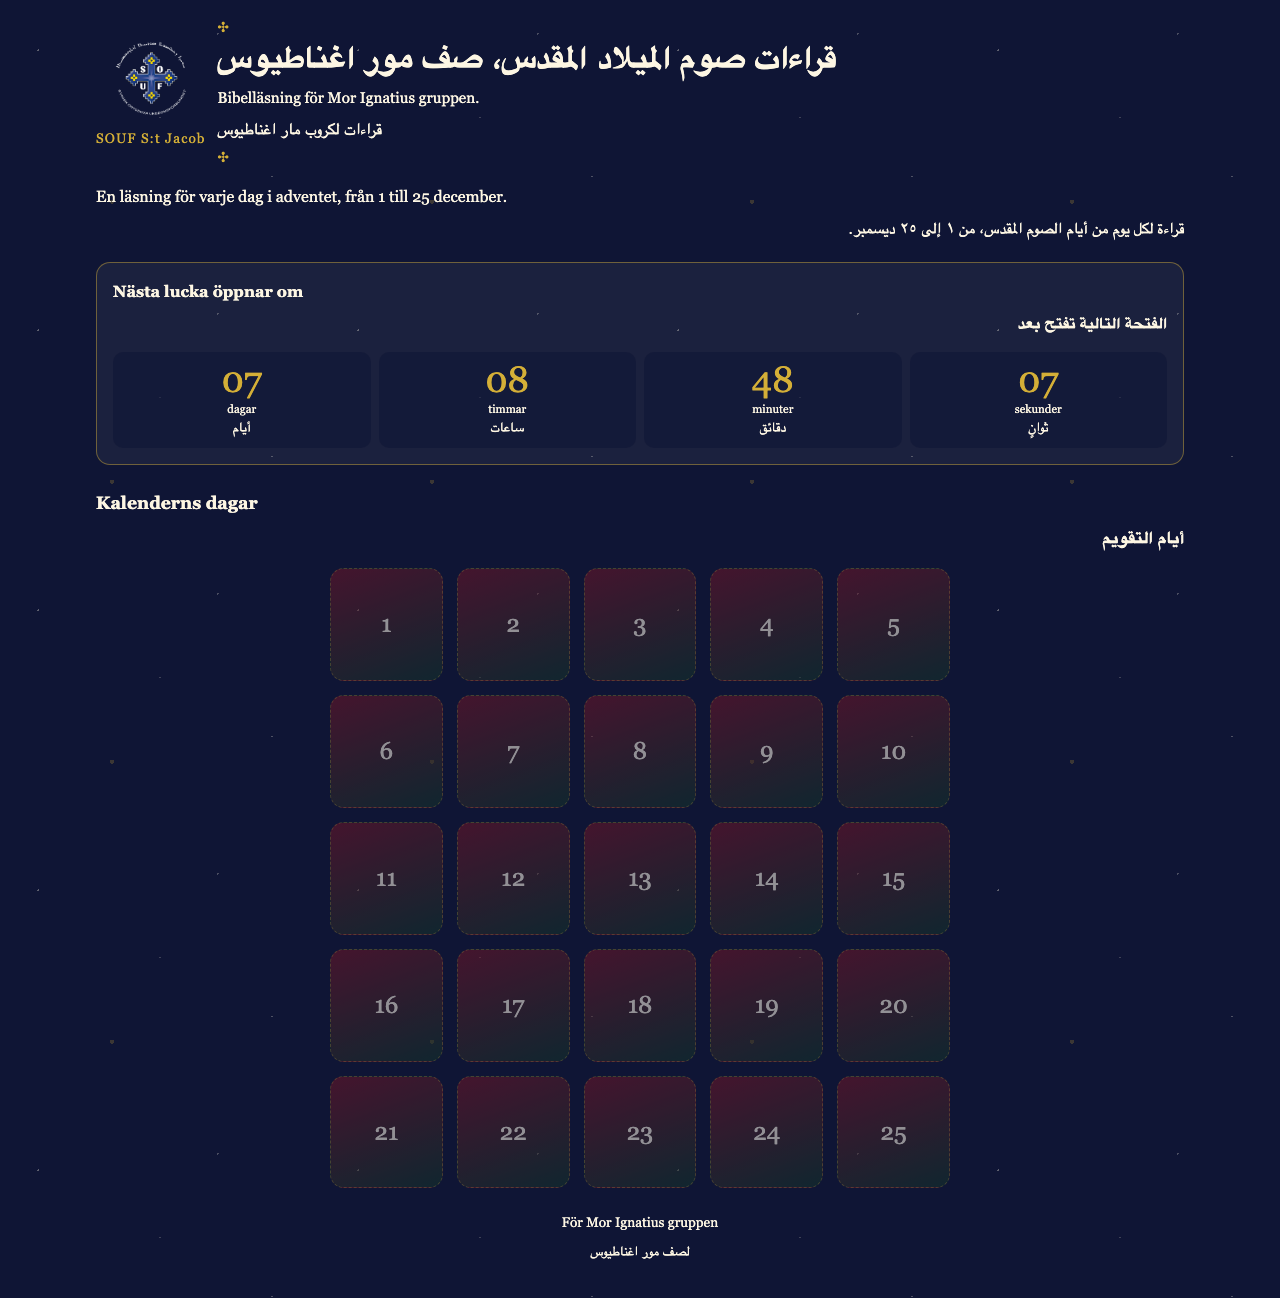 قراءات صوم الميلاد المقدس، صف مور اغناطيوس
Bibelläsning för Mor Ignatius gruppen.
قراءات لكروب مار اغناطيوس
S O U F
SOUF S:t Jacob
En läsning för varje dag i adventet, från 1 till 25 december.
قراءة لكل يوم من أيام الصوم المقدس، من ١ إلى ٢٥ ديسمبر.
Nästa lucka öppnar om
الفتحة التالية تفتح بعد
07 08 48 07
dagar timmar minuter sekunder
أيام ساعات دقائق ثوانٍ
Kalenderns dagar
أيام التقويم
1 2 3 4 5
6 7 8 9 10
11 12 13 14 15
16 17 18 19 20
21 22 23 24 25
För Mor Ignatius gruppen
لصف مور اغناطيوس